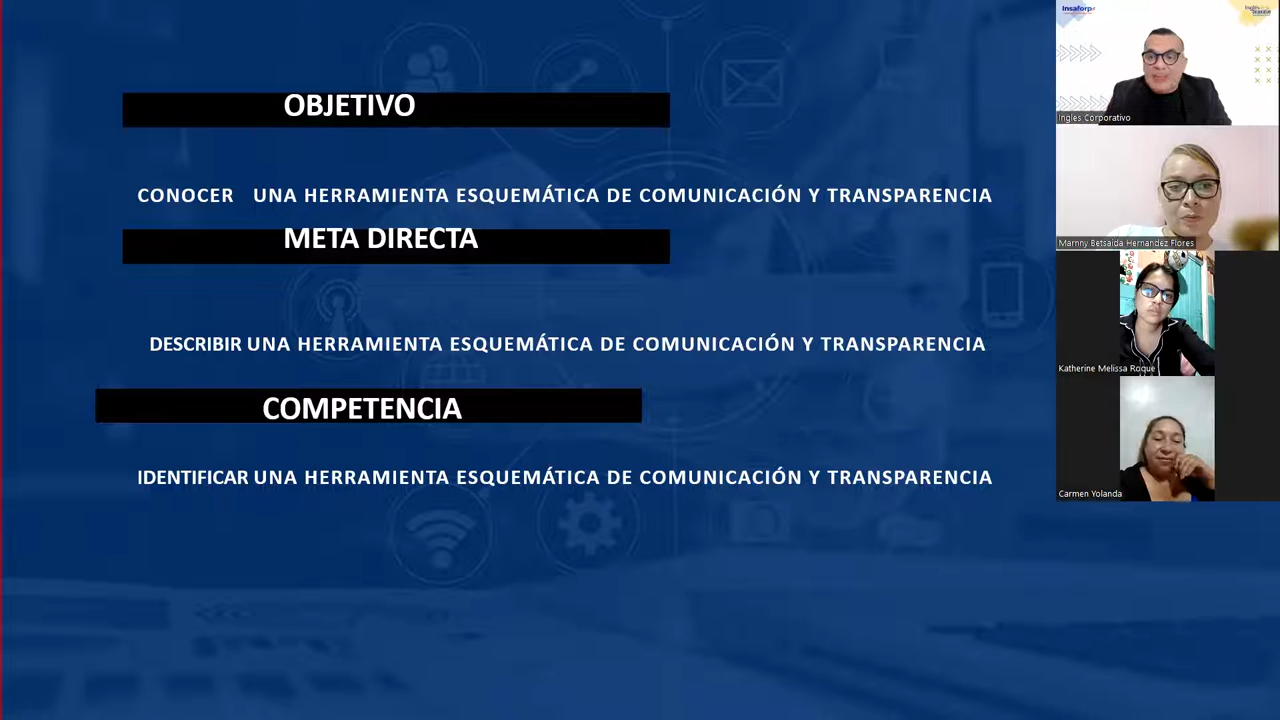 OBJETIVO
CONOCER UNA HERRAMIENTA ESQUEMÁTICA DE COMUNICACIÓN Y TRANSPARENCIA
META DIRECTA
DESCRIBIR UNA HERRAMIENTA ESQUEMÁTICA DE COMUNICACIÓN Y TRANSPARENCIA
COMPETENCIA
IDENTIFICAR UNA HERRAMIENTA ESQUEMÁTICA DE COMUNICACIÓN Y TRANSPARENCIA
Insaforp
Ingles Corporativo
Marnny Betsaida Hernandez Flores
Katherine Melissa Roque
Carmen Yolanda